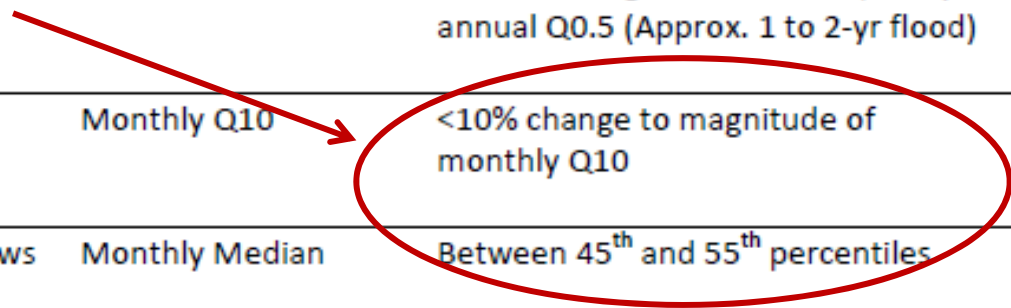 annual Q0.5 (Approx. 1 to 2-yr flood)
Monthly Q10 <10% change to magnitude of
monthly Q10
ws Monthly Median Between 45th and 55th percentiles